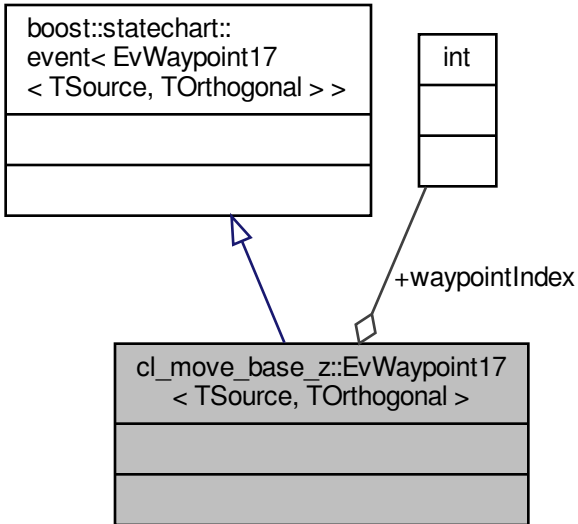 boost::statechart::
event< EvWaypoint17
< TSource, TOrthogonal > >
int
+waypointIndex
cl_move_base_z::EvWaypoint17
< TSource, TOrthogonal >